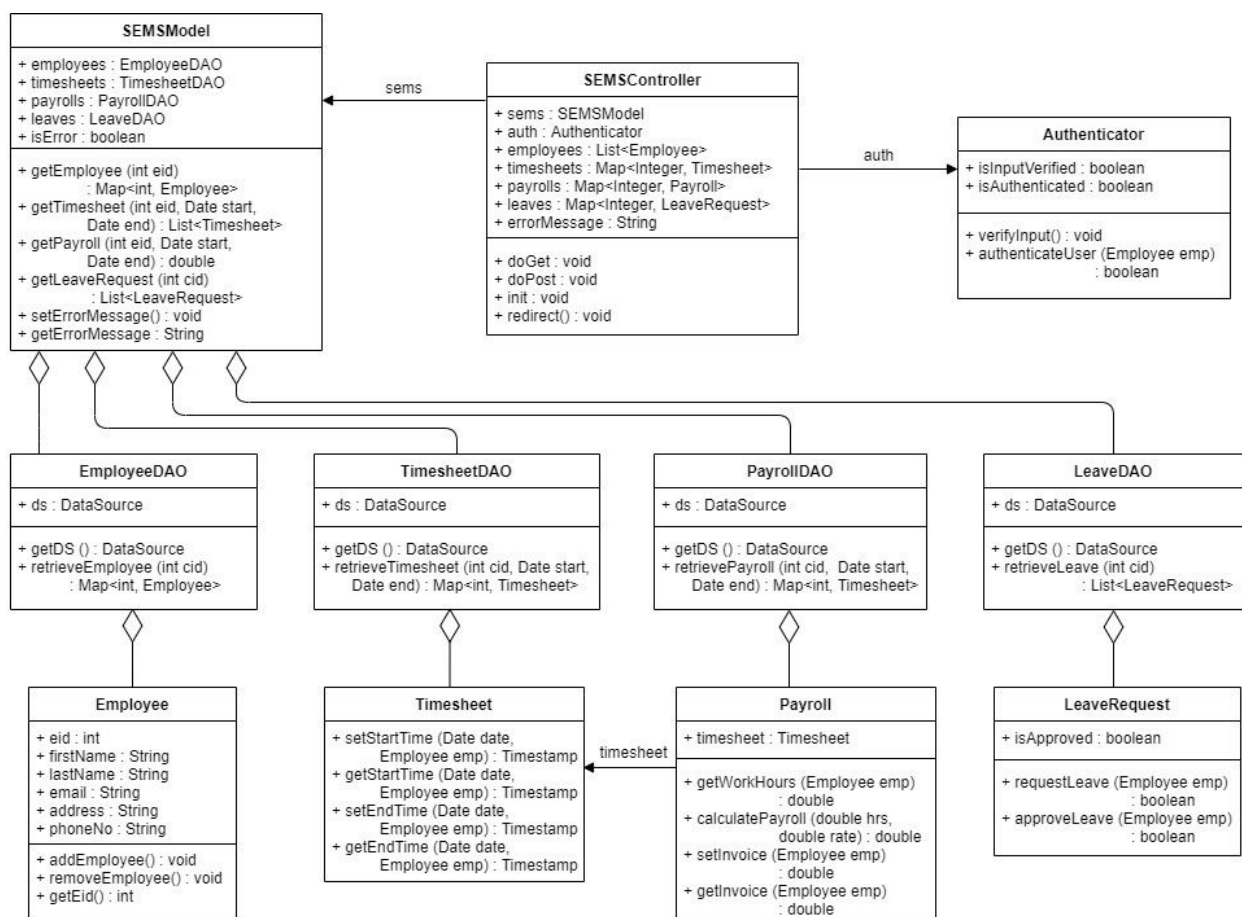 SEMSModel
+ employees : EmployeeDAO
+ timesheets : TimesheetDAO
+ payrolls : PayrollDAO
+ leaves : LeaveDAO
+ isError : boolean
+ getEmployee (int eid)
: Map<int, Employee>
+ getTimesheet (int eid, Date start,
Date end) : List<Timesheet>
+ getPayroll (int eid, Date start,
Date end) : double
+ getLeaveRequest (int cid)
: List<LeaveRequest>
+ setErrorMessage() : void
+ getErrorMessage : String
sems
SEMSController
+ sems : SEMSModel
+ auth : Authenticator
+ employees : List<Employee>
+ timesheets : Map<Integer, Timesheet>
+ payrolls : Map<Integer, Payroll>
+ leaves : Map<Integer, LeaveRequest>
+ errorMessage : String
+ doGet : void
+ doPost : void
+ init : void
+ redirect() : void
auth
Authenticator
+ isInputVerified : boolean
+ isAuthenticated : boolean
+ verifyInput() : void
+ authenticateUser (Employee emp)
: boolean
EmployeeDAO
+ ds : DataSource
+ getDS () : DataSource
+ retrieveEmployee (int cid)
: Map<int, Employee>
TimesheetDAO
+ ds : DataSource
+ getDS () : DataSource
+ retrieveTimesheet (int cid, Date start,
Date end) : Map<int, Timesheet>
PayrollDAO
+ ds : DataSource
+ getDS () : DataSource
+ retrievePayroll (int cid, Date start,
Date end) : Map<int, Timesheet>
LeaveDAO
+ ds : DataSource
+ getDS () : DataSource
+ retrieveLeave (int cid)
: List<LeaveRequest>
Employee
+ eid : int
+ firstName : String
+ lastName : String
+ email : String
+ address : String
+ phoneNo : String
+ addEmployee() : void
+ removeEmployee() : void
+ getEid() : int
Timesheet
+ setStartTime (Date date,
Employee emp) : Timestamp
+ getStartTime (Date date,
Employee emp) : Timestamp
+ setEndTime (Date date,
Employee emp) : Timestamp
+ getEndTime (Date date,
Employee emp) : Timestamp
timesheet
Payroll
+ timesheet : Timesheet
+ getWorkHours (Employee emp)
: double
+ calculatePayroll (double hrs,
double rate) : double
+ setInvoice (Employee emp)
: double
+ getInvoice (Employee emp)
: double
LeaveRequest
+ isApproved : boolean
+ requestLeave (Employee emp)
: boolean
+ approveLeave (Employee emp)
: boolean